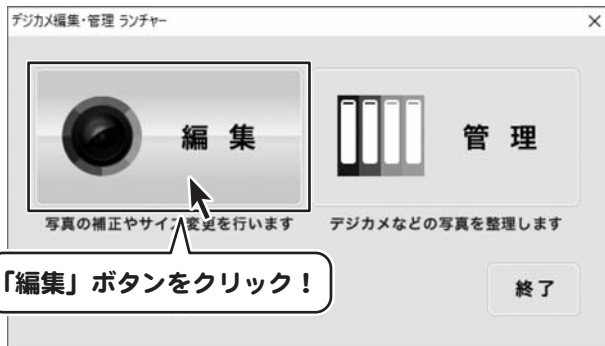 デジカメ編集・管理 ランチャー
編集
管理
写真の補正やサイズ変更を行います
デジカメなどの写真を整理します
「編集」ボタンをクリック！
終了